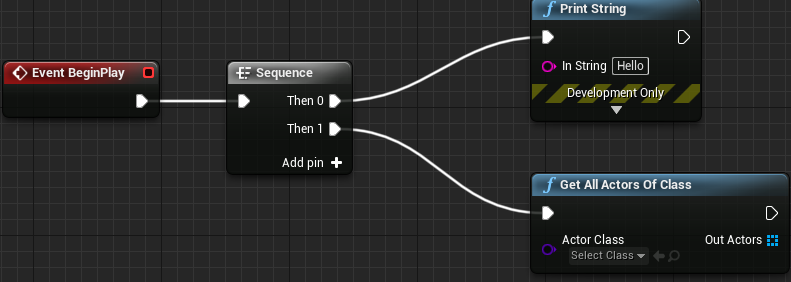 Print String
In String Hello
Development Only
Event BeginPlay
Sequence
Then 0
Then 1
Add pin
Get All Actors Of Class
Actor Class Out Actors
Select Class